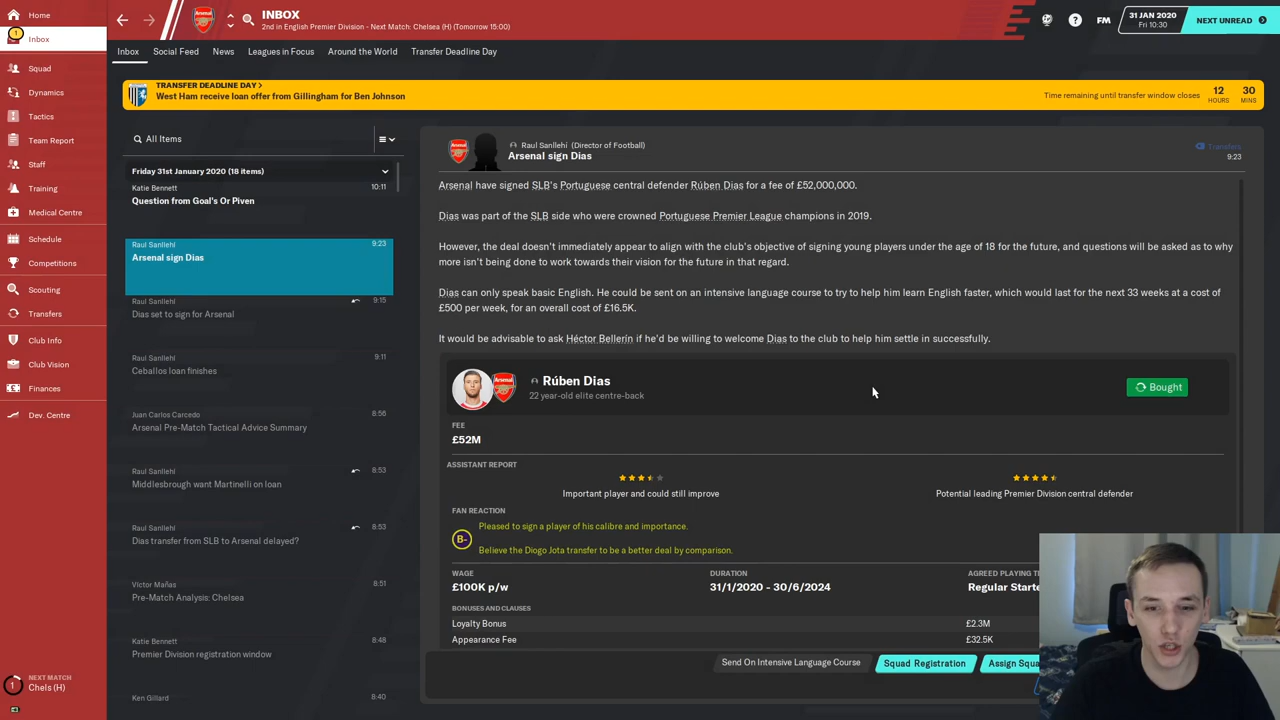 Home
INBOX
2nd in English Premier Division - Next Match: Chelsea (H) (Tomorrow 15:00)
FM
31 JAN 2020
Fri 10:30
NEXT UNREAD
1
Inbox
Inbox
Social Feed
News
Leagues in Focus
Around the World
Transfer Deadline Day
Squad
Dynamics
Tactics
Team Report
Staff
Training
Medical Centre
Schedule
Competitions
Scouting
Transfers
Club Info
Club Vision
Finances
Dev. Centre
1
NEXT MATCH
Chels (H)
TRANSFER DEADLINE DAY >
West Ham receive loan offer from Gillingham for Ben Johnson
Time remaining until transfer window closes
12
HOURS
30
MINS
All Items
Friday 31st January 2020 (18 items)
Katie Bennett
10:11
Question from Goal's Or Piven
Raul Sanllehí
9:23
Arsenal sign Dias
Raul Sanllehí
9:15
Dias set to sign for Arsenal
Raul Sanllehí
9:11
Ceballos loan finishes
Juan Carlos Carcedo
8:56
Arsenal Pre-Match Tactical Advice Summary
Raul Sanllehí
8:53
Middlesbrough want Martinelli on loan
Raul Sanllehí
8:53
Dias transfer from SLB to Arsenal delayed?
Víctor Mañas
8:51
Pre-Match Analysis: Chelsea
Katie Bennett
8:48
Premier Division registration window
Ken Gillard
8:40
Raul Sanllehí (Director of Football)
Arsenal sign Dias
Transfers
9:23
Arsenal have signed SLB's Portuguese central defender Rúben Dias for a fee of £52,000,000.
Dias was part of the SLB side who were crowned Portuguese Premier League champions in 2019.
However, the deal doesn't immediately appear to align with the club's objective of signing young players under the age of 18 for the future, and questions will be asked as to why
more isn't being done to work towards their vision for the future in that regard.
Dias can only speak basic English. He could be sent on an intensive language course to try to help him learn English faster, which would last for the next 33 weeks at a cost of
£500 per week, for an overall cost of £16.5K.
It would be advisable to ask Héctor Bellerín if he'd be willing to welcome Dias to the club to help him settle in successfully.
Rúben Dias
22 year-old elite centre-back
Bought
FEE
£52M
ASSISTANT REPORT
Important player and could still improve
Potential leading Premier Division central defender
FAN REACTION
B-
Pleased to sign a player of his calibre and importance.
Believe the Diogo Jota transfer to be a better deal by comparison.
WAGE
£100K p/w
DURATION
31/1/2020 - 30/6/2024
AGREED PLAYING
Regular Starte
BONUSES AND CLAUSES
Loyalty Bonus
£2.3M
Appearance Fee
£32.5K
Send On Intensive Language Course
Squad Registration
Assign Squa